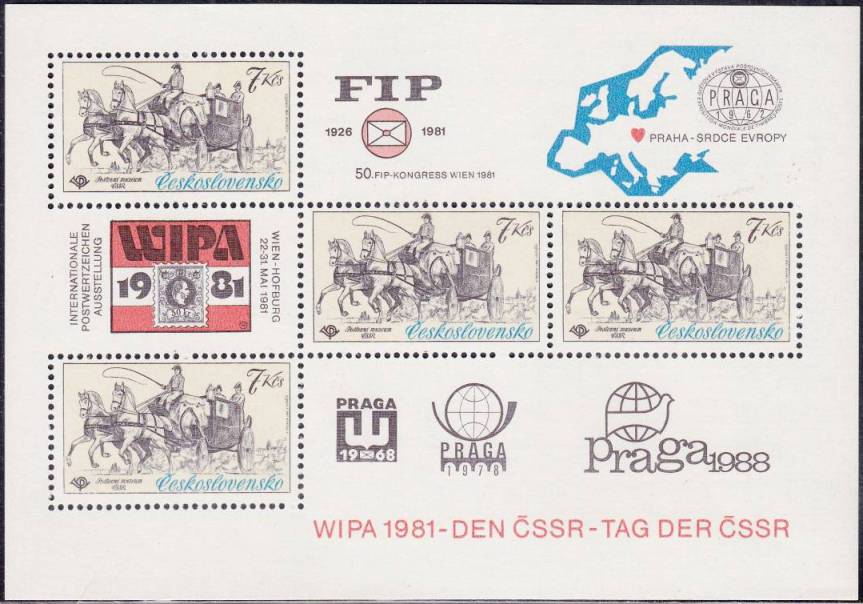 7 Kčs
Poštovní muzeum
ČSSR
Československo
FIP
1926 1981
50.FIP-KONGRESS WIEN 1981
PRAGA
1962
PRAHA-SRDCE EVROPY
INTERNATIONALE
POSTWERTZEICHEN
AUSSTELLUNG
WIPA
1981
50 kr.
WIEN-HOFBURG
22-31. MAI 1981
7 Kčs
Poštovní muzeum
ČSSR
Československo
7 Kčs
Poštovní muzeum
ČSSR
Československo
7 Kčs
Poštovní muzeum
ČSSR
Československo
PRAGA
1968
PRAGA
1978
Praga 1988
WIPA 1981-DEN ČSSR-TAG DER ČSSR